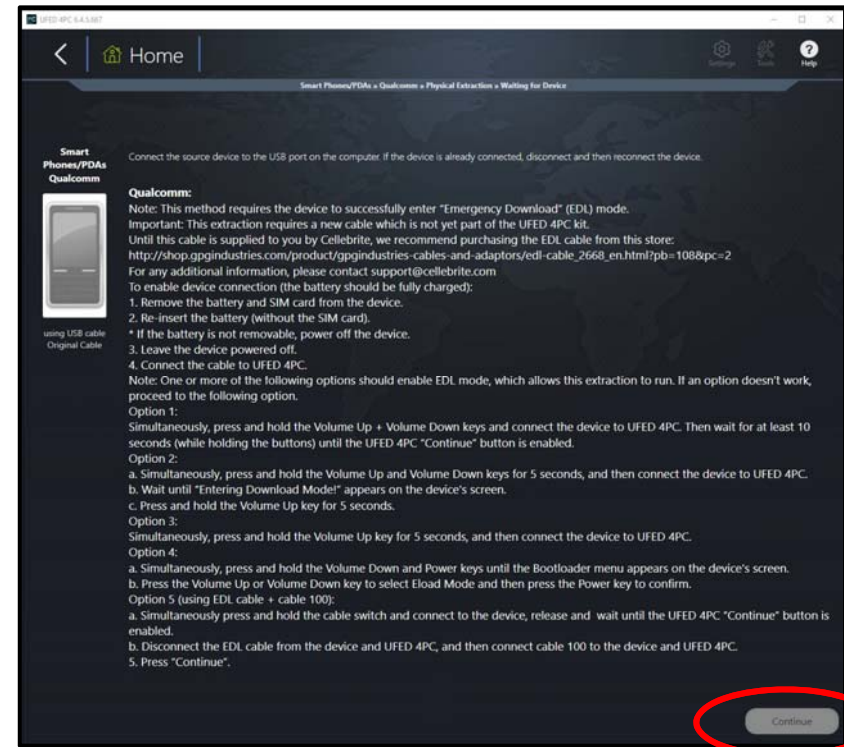 UFED 4PC 6.4.5.667
Home
Settings
Tools
Help
Smart Phones/PDAs » Qualcomm » Physical Extraction » Waiting for Device
Smart
Phones/PDAs
Qualcomm
using USB cable
Original Cable
Connect the source device to the USB port on the computer. If the device is already connected, disconnect and then reconnect the device.
Qualcomm:
Note: This method requires the device to successfully enter "Emergency Download" (EDL) mode.
Important: This extraction requires a new cable which is not yet part of the UFED 4PC kit.
Until this cable is supplied to you by Cellebrite, we recommend purchasing the EDL cable from this store:
http://shop.gpgindustries.com/product/gpgindustries-cables-and-adaptors/edl-cable_2668_en.html?pb=108&pc=2
For any additional information, please contact support@cellebrite.com
To enable device connection (the battery should be fully charged):
1. Remove the battery and SIM card from the device.
2. Re-insert the battery (without the SIM card).
* If the battery is not removable, power off the device.
3. Leave the device powered off.
4. Connect the cable to UFED 4PC.
Note: One or more of the following options should enable EDL mode, which allows this extraction to run. If an option doesn't work,
proceed to the following option.
Option 1:
Simultaneously, press and hold the Volume Up + Volume Down keys and connect the device to UFED 4PC. Then wait for at least 10
seconds (while holding the buttons) until the UFED 4PC "Continue" button is enabled.
Option 2:
a. Simultaneously, press and hold the Volume Up and Volume Down keys for 5 seconds, and then connect the device to UFED 4PC.
b. Wait until "Entering Download Mode!" appears on the device's screen.
c. Press and hold the Volume Up key for 5 seconds.
Option 3:
Simultaneously, press and hold the Volume Up key for 5 seconds, and then connect the device to UFED 4PC.
Option 4:
a. Simultaneously, press and hold the Volume Down and Power keys until the Bootloader menu appears on the device's screen.
b. Press the Volume Up or Volume Down key to select Eload Mode and then press the Power key to confirm.
Option 5 (using EDL cable + cable 100):
a. Simultaneously press and hold the cable switch and connect to the device, release and wait until the UFED 4PC "Continue" button is
enabled.
b. Disconnect the EDL cable from the device and UFED 4PC, and then connect cable 100 to the device and UFED 4PC.
5. Press "Continue".
Continue